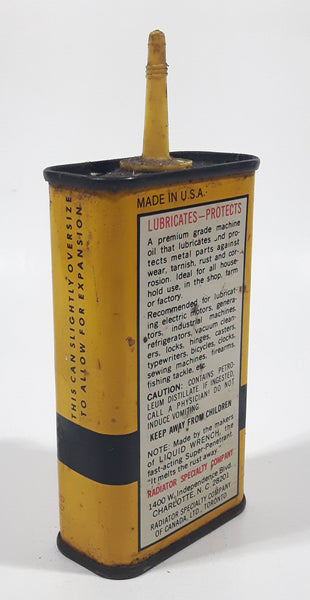 THIS CAN SLIGHTLY OVERSIZE
TO ALLOW FOR EXPANSION
MADE IN U.S.A.
LUBRICATES—PROTECTS
A premium grade machine
oil that lubricates and pro-
tects metal parts against
wear, tarnish, rust and cor-
rosion. Ideal for all house-
hold use, in the shop, farm
or factory.
Recommended for lubricat-
ing electric motors, genera-
tors, industrial machines,
refrigerators, vacuum clean-
ers, locks, hinges, casters,
typewriters, bicycles, clocks,
sewing machines, firearms,
fishing tackle, etc.
CAUTION: CONTAINS PETRO-
LEUM DISTILLATE IF INGESTED,
CALL A PHYSICIAN! DO NOT
INDUCE VOMITING.
KEEP AWAY FROM CHILDREN
NOTE: Made by the makers
of LIQUID WRENCH, the
fast-acting Super-Penetrant.
"It melts the rust away."
RADIATOR SPECIALTY COMPANY
1400 W. Independence Blvd.
CHARLOTTE, N. C. 28201
RADIATOR SPECIALTY COMPANY
OF CANADA, LTD., TORONTO